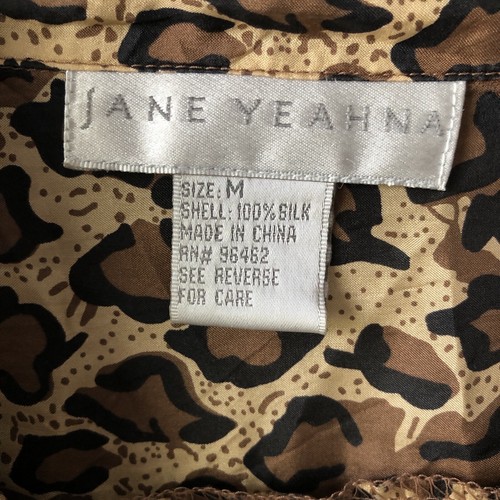 JANE YEAHNA
SIZE: M
SHELL: 100% SILK
MADE IN CHINA
RN# 96462
SEE REVERSE
FOR CARE